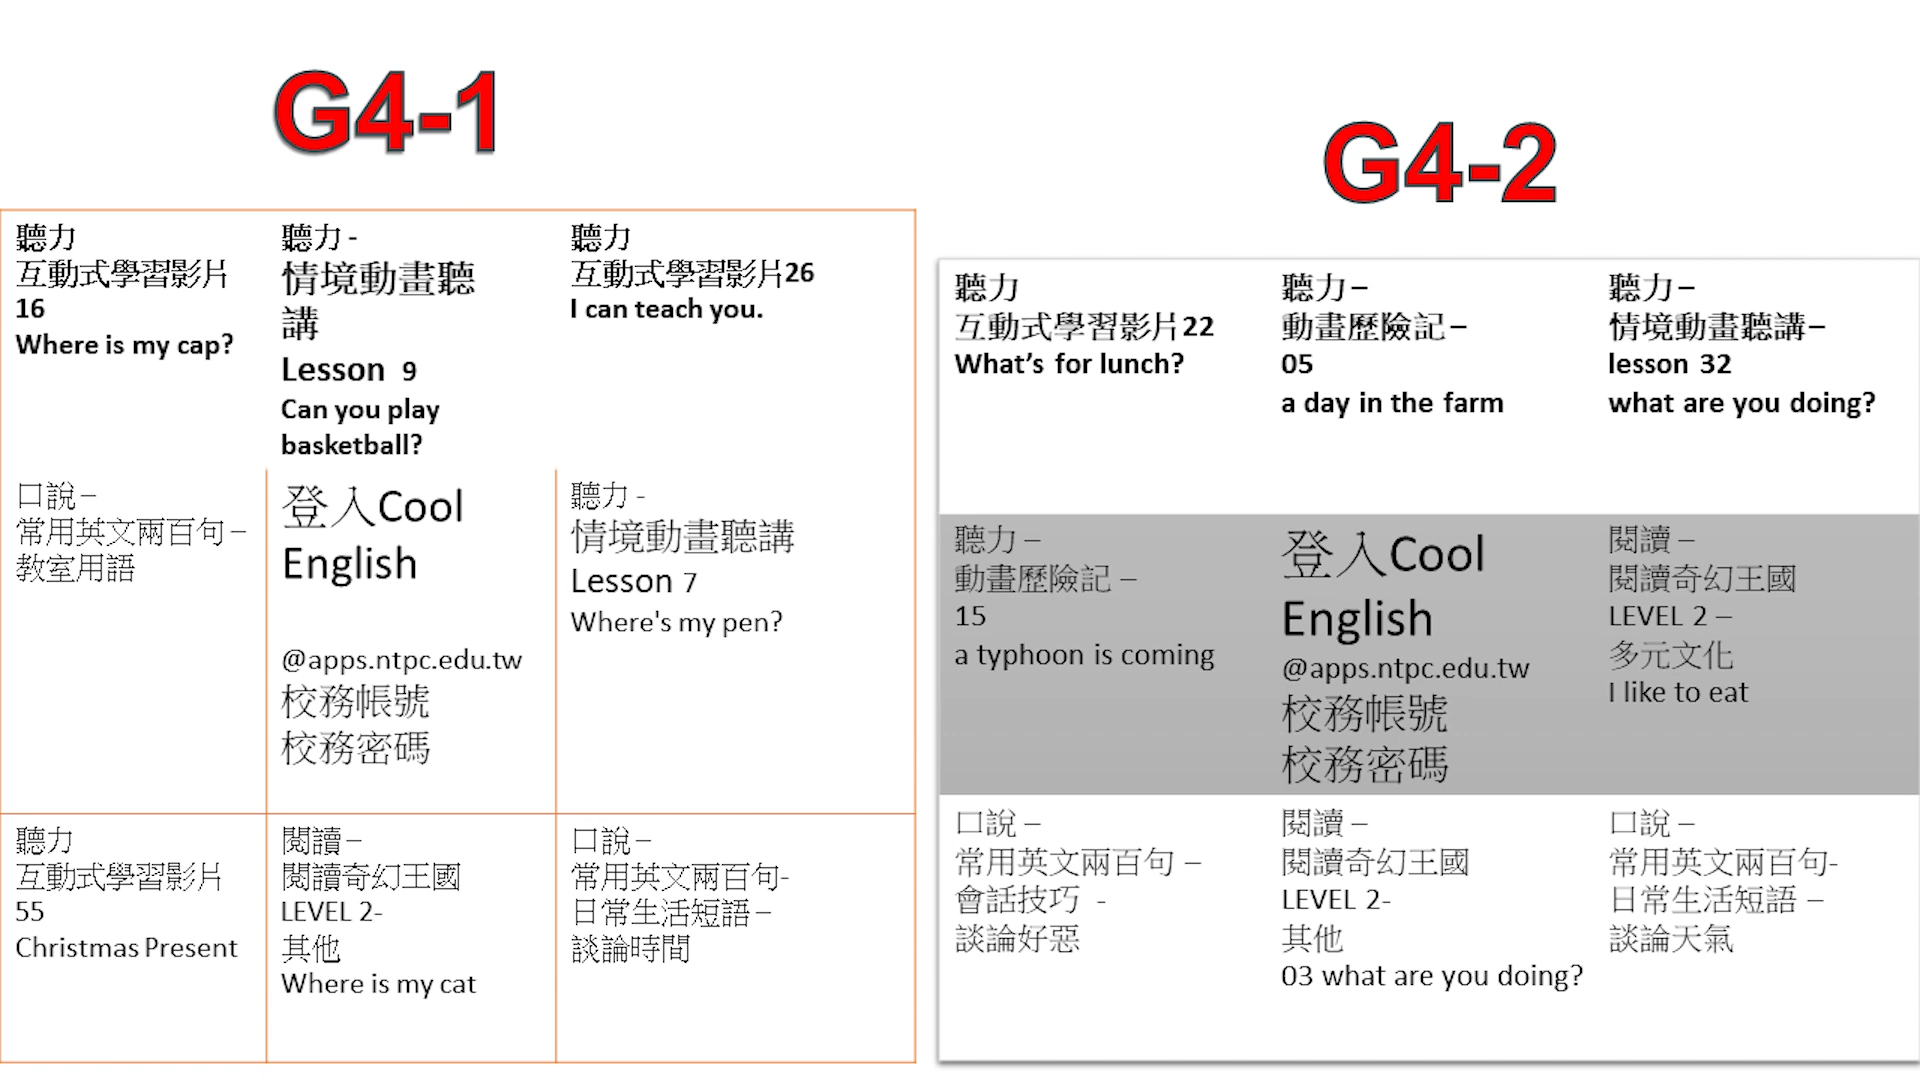 G4-1
聽力
互動式學習影片
16
Where is my cap?
聽力 -
情境動畫聽
講
Lesson 9
Can you play
basketball?
聽力
互動式學習影片26
I can teach you.
口說 –
常用英文兩百句 –
教室用語
登入Cool
English
@apps.ntpc.edu.tw
校務帳號
校務密碼
聽力 -
情境動畫聽講
Lesson 7
Where's my pen?
聽力
互動式學習影片
55
Christmas Present
閱讀 –
閱讀奇幻王國
LEVEL 2-
其他
Where is my cat
口說 –
常用英文兩百句-
日常生活短語 –
談論時間
G4-2
聽力
互動式學習影片22
What’s for lunch?
聽力 –
動畫歷險記 –
05
a day in the farm
聽力 –
情境動畫聽講 –
lesson 32
what are you doing?
聽力 –
動畫歷險記 –
15
a typhoon is coming
登入Cool
English
@apps.ntpc.edu.tw
校務帳號
校務密碼
閱讀 –
閱讀奇幻王國
LEVEL 2 –
多元文化
I like to eat
口說 –
常用英文兩百句 –
會話技巧 -
談論好惡
閱讀 –
閱讀奇幻王國
LEVEL 2-
其他
03 what are you doing?
口說 –
常用英文兩百句-
日常生活短語 –
談論天氣